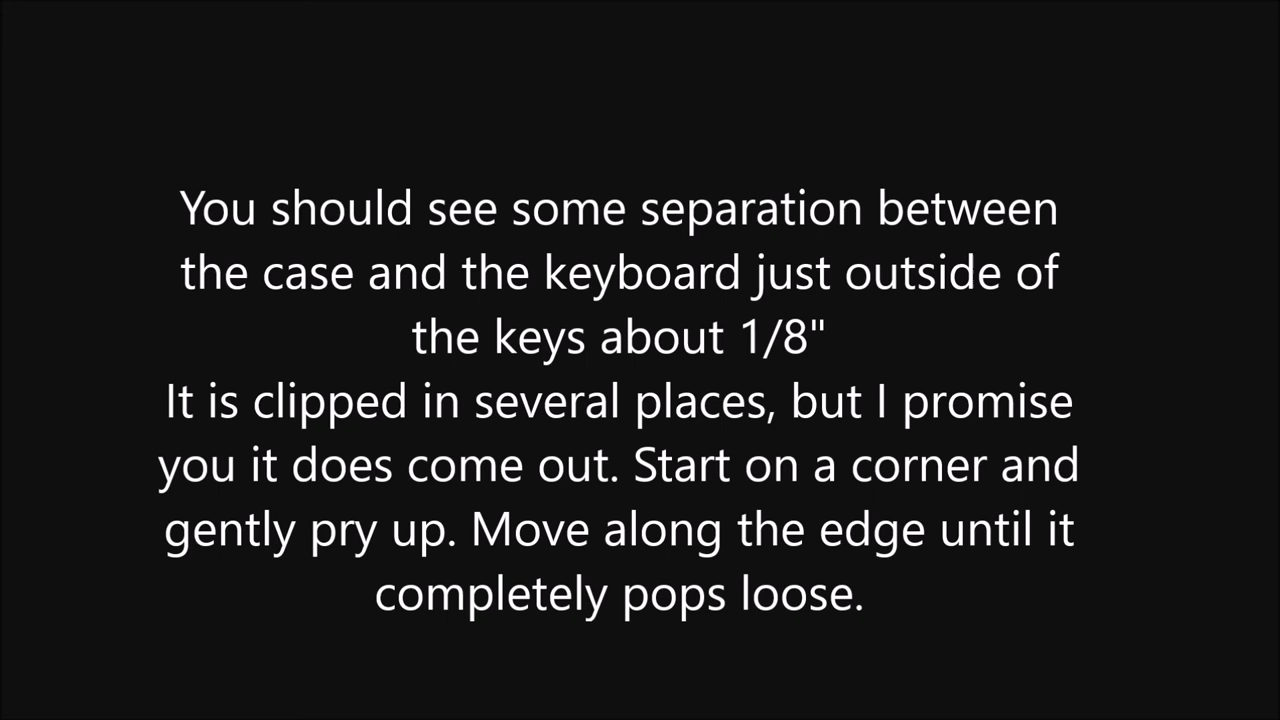 You should see some separation between
the case and the keyboard just outside of
the keys about 1/8"
It is clipped in several places, but I promise
you it does come out. Start on a corner and
gently pry up. Move along the edge until it
completely pops loose.